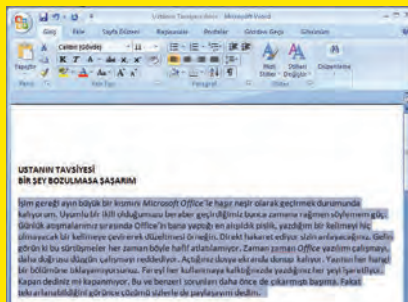 Ustanın Tavsiyesi - Microsoft Word
Giriş Ekle Sayfa Düzeni Başvurular Postalar Gözden Geçir Görünüm
Calibri (Gövde) 11
Yapıştır
K T A
Hızlı Stiller
Stilleri Değiştir
Düzenleme
Pano
Yazı Tipi
Paragraf
Stiller
USTANIN TAVSİYESİ
BİR ŞEY BOZULMASA ŞAŞARIM
İşim gereği ayın büyük bir kısmını Microsoft Office'le haşır neşir olarak geçirmek durumunda
kalıyorum. Uyumlu bir ikili olduğumuzu beraber geçirdiğimiz bunca zamana rağmen söylemem güç.
Günlük atışmalarımız sırasında Office'in bana yaptığı en alışıldık pislik, yazdığım bir kelimeyi hiç
olmayacak bir kelimeye çevirerek düzeltmesi örneğin. Direkt hakaret ediyor sizin anlayacağınız. Gelin
görün ki bu sürtüşmeler her zaman böyle hafif atlatılamıyor. Zaman zaman Office yazılım çalışmayı,
daha doğrusu düzgün çalışmayı reddediyor. Açtığınız dosya ekranda donup kalıyor. Yazının her hangi
bir bölümüne tıklayamıyorsunuz. Fareyi her kullanmaya kalktığınızda yazdığınız her şeyi işaretliyor.
Kapan dediniz mi kapanmıyor. Bu ve benzeri sorunları daha önce de çıkarmıştı başıma. Fakat
tekrarlanabildiğini görünce çözümü sizlerle de paylaşayım dedim.